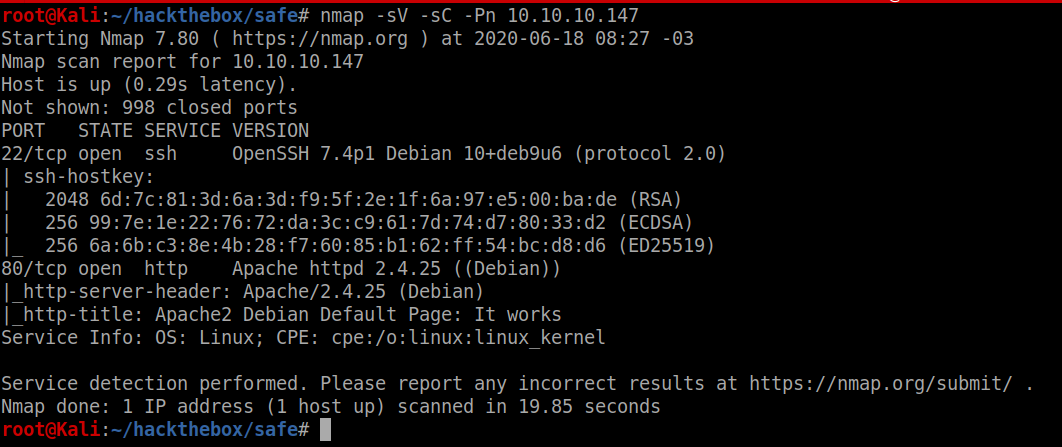 root@Kali:~/hackthebox/safe# nmap -sV -sC -Pn 10.10.10.147
Starting Nmap 7.80 ( https://nmap.org ) at 2020-06-18 08:27 -03
Nmap scan report for 10.10.10.147
Host is up (0.29s latency).
Not shown: 998 closed ports
PORT   STATE SERVICE VERSION
22/tcp open  ssh     OpenSSH 7.4p1 Debian 10+deb9u6 (protocol 2.0)
| ssh-hostkey:
|   2048 6d:7c:81:3d:6a:3d:f9:5f:2e:1f:6a:97:e5:00:ba:de (RSA)
|   256 99:7e:1e:22:76:72:da:3c:c9:61:7d:74:d7:80:33:d2 (ECDSA)
|_  256 6a:6b:c3:8e:4b:28:f7:60:85:b1:62:ff:54:bc:d8:d6 (ED25519)
80/tcp open  http    Apache httpd 2.4.25 ((Debian))
|_http-server-header: Apache/2.4.25 (Debian)
|_http-title: Apache2 Debian Default Page: It works
Service Info: OS: Linux; CPE: cpe:/o:linux:linux_kernel

Service detection performed. Please report any incorrect results at https://nmap.org/submit/ .
Nmap done: 1 IP address (1 host up) scanned in 19.85 seconds
root@Kali:~/hackthebox/safe#